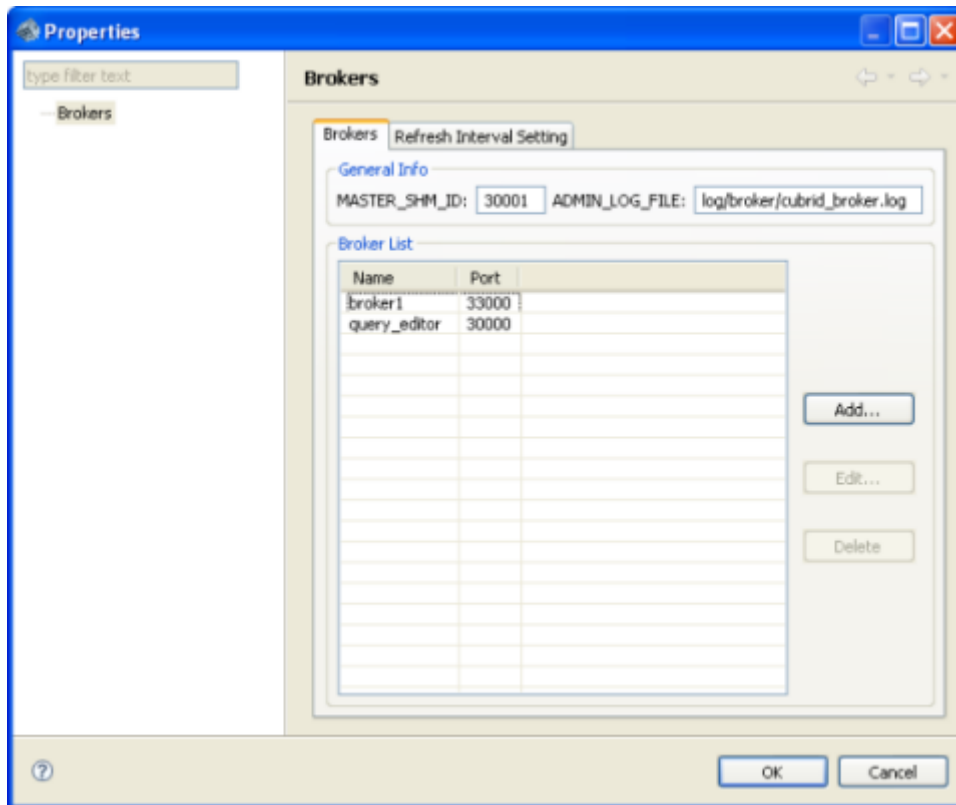 Properties
type filter text
Brokers
Brokers
Brokers Refresh Interval Setting
General Info
MASTER_SHM_ID: 30001 ADMIN_LOG_FILE: log/broker/cubrid_broker.log
Broker List
Name Port
broker1 33000
query_editor 30000
Add...
Edit...
Delete
OK Cancel